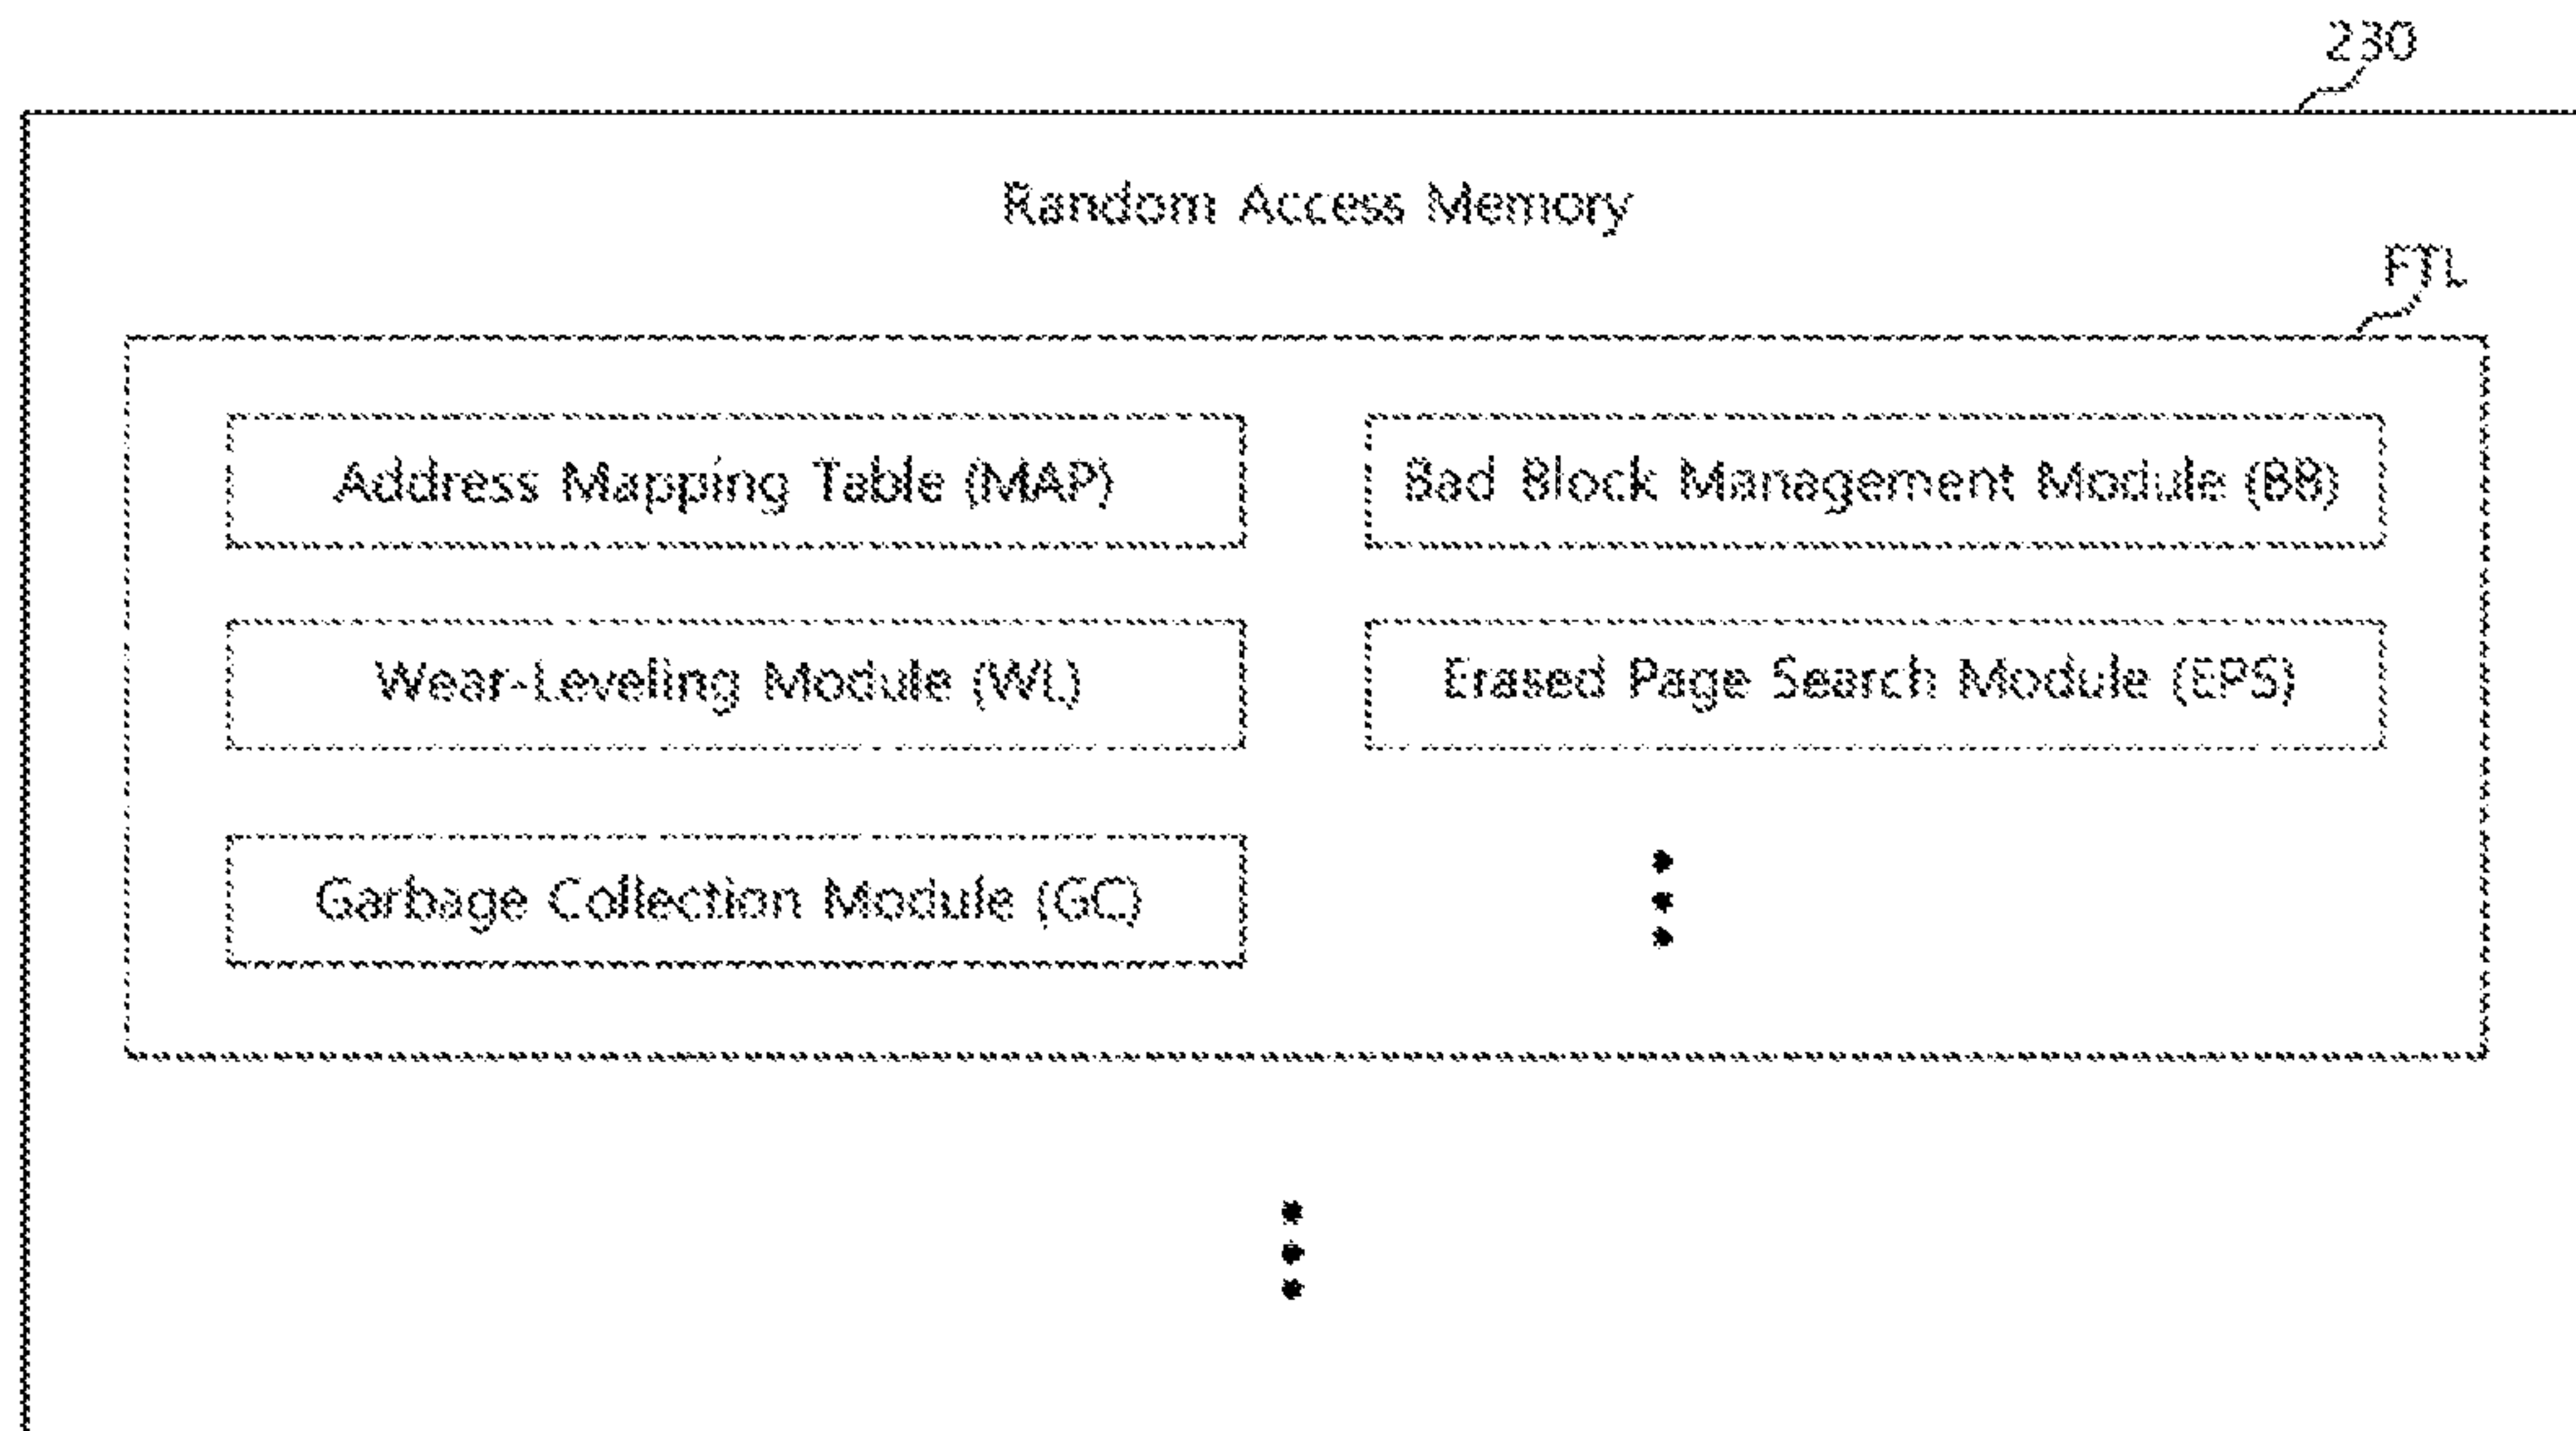 230
Random Access Memory
FTL
Address Mapping Table (MAP)
Bad Block Management Module (BB)
Wear-Leveling Module (WL)
Erased Page Search Module (EPS)
Garbage Collection Module (GC)